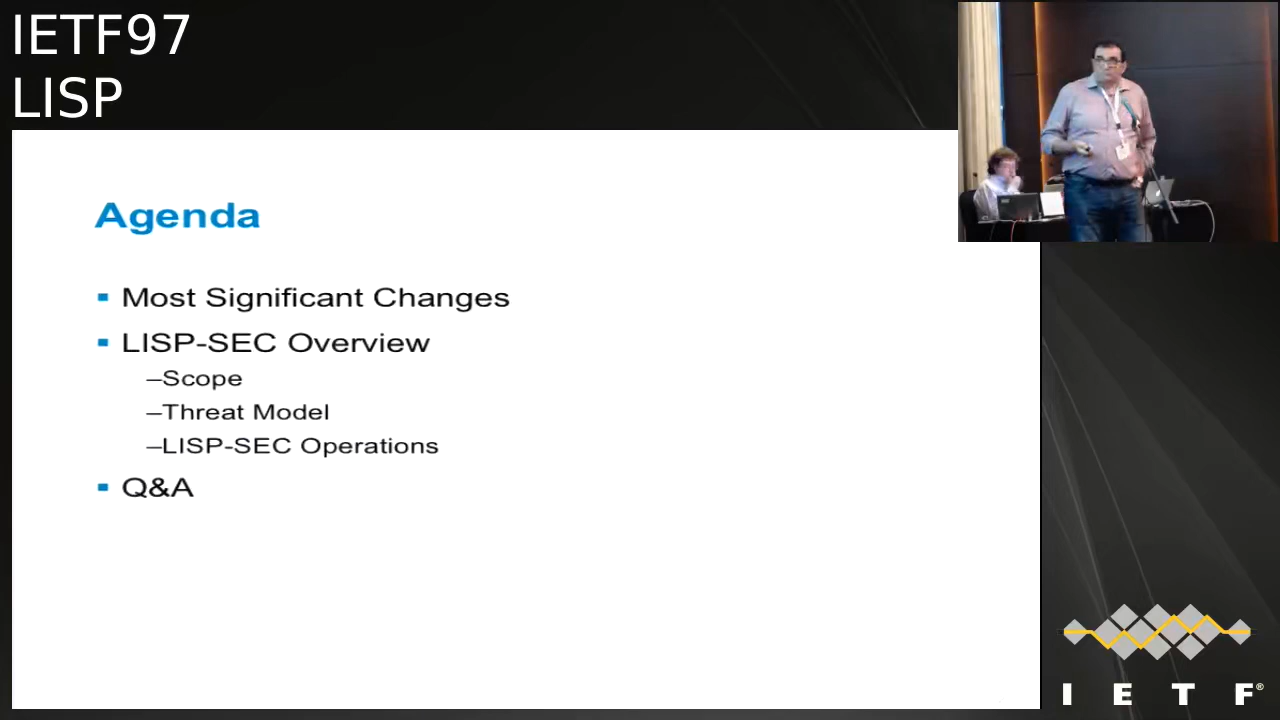 IETF97
LISP
Agenda
▪ Most Significant Changes
▪ LISP-SEC Overview
–Scope
–Threat Model
–LISP-SEC Operations
▪ Q&A
I E T F®